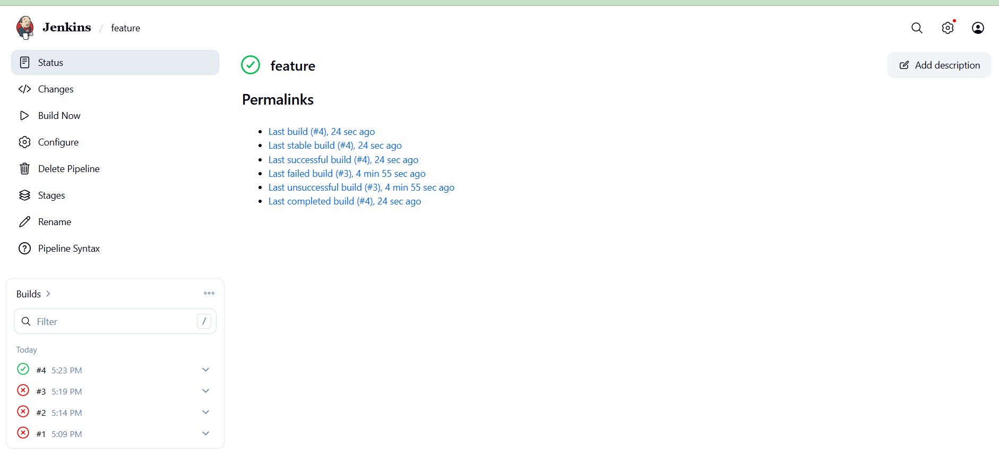 Jenkins / feature
Status
Changes
Build Now
Configure
Delete Pipeline
Stages
Rename
Pipeline Syntax
Builds
Filter /
Today
#4 5:23 PM
#3 5:19 PM
#2 5:14 PM
#1 5:09 PM
feature
Add description
Permalinks
Last build (#4), 24 sec ago
Last stable build (#4), 24 sec ago
Last successful build (#4), 24 sec ago
Last failed build (#3), 4 min 55 sec ago
Last unsuccessful build (#3), 4 min 55 sec ago
Last completed build (#4), 24 sec ago